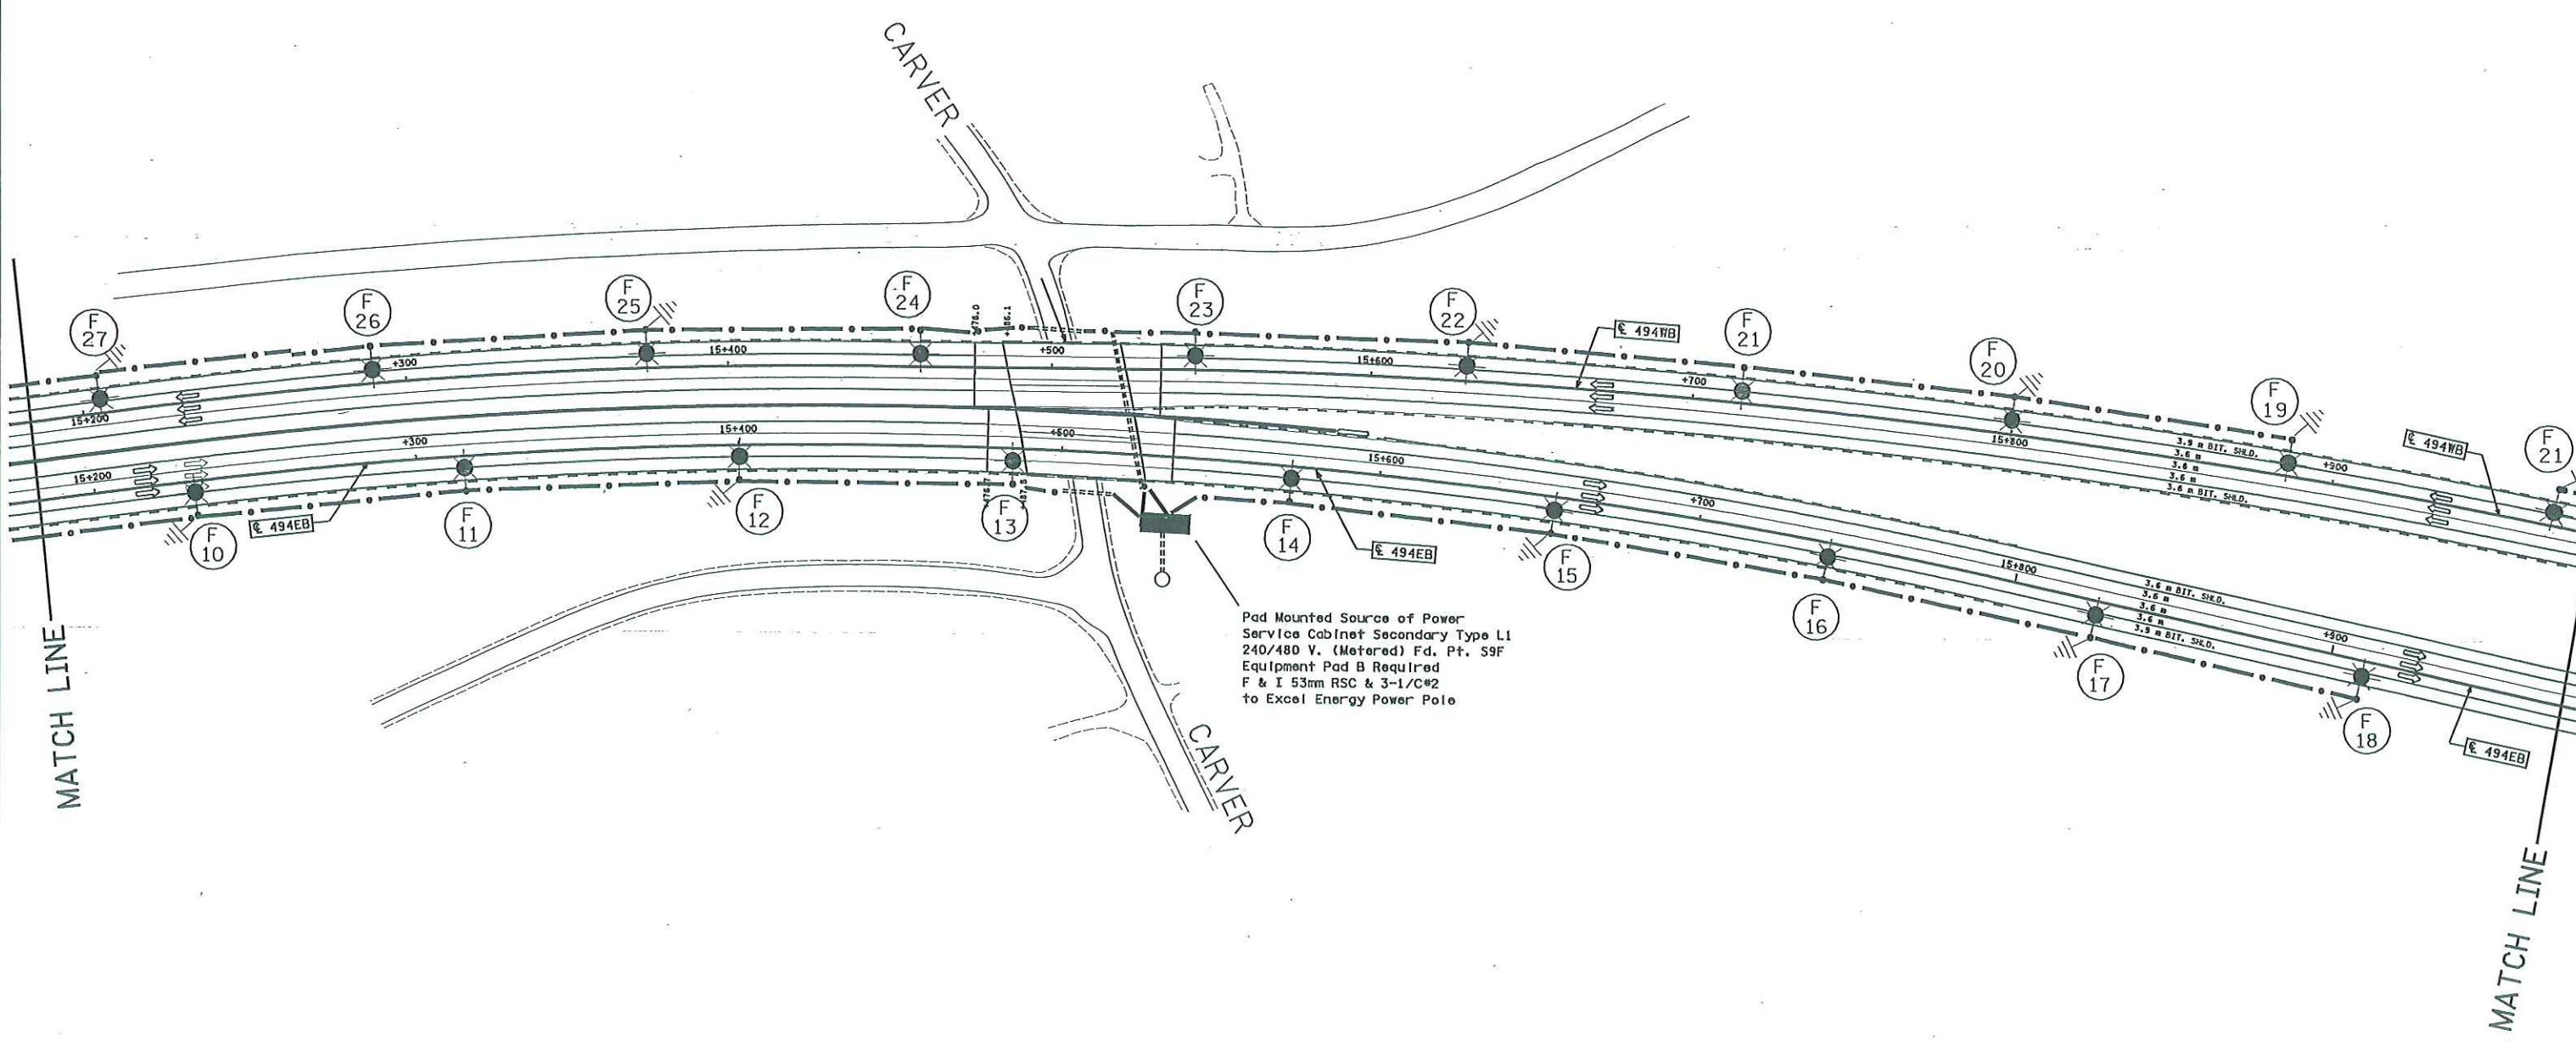 CARVER
F
27
F
26
F
25
F
24
F
23
F
22
F
21
F
20
F
19
F
21
℄ 494WB
℄ 494WB
15+200
+300
15+400
+500
15+600
+700
15+800
+900
3.9 m BIT. SHLD.
3.6 m
3.6 m
3.6 m
3.6 m BIT. SHLD.
15+200
+300
15+400
+500
15+600
+700
15+800
+900
3.6 m BIT. SHLD.
3.6 m
3.6 m
3.6 m
3.9 m BIT. SHLD.
℄ 494EB
℄ 494EB
℄ 494EB
F
10
F
11
F
12
F
13
F
14
F
15
F
16
F
17
F
18
Pad Mounted Source of Power
Service Cabinet Secondary Type L1
240/480 V. (Metered) Fd. Pt. S9F
Equipment Pad B Required
F & I 53mm RSC & 3-1/C#2
to Excel Energy Power Pole
CARVER
MATCH LINE
MATCH LINE